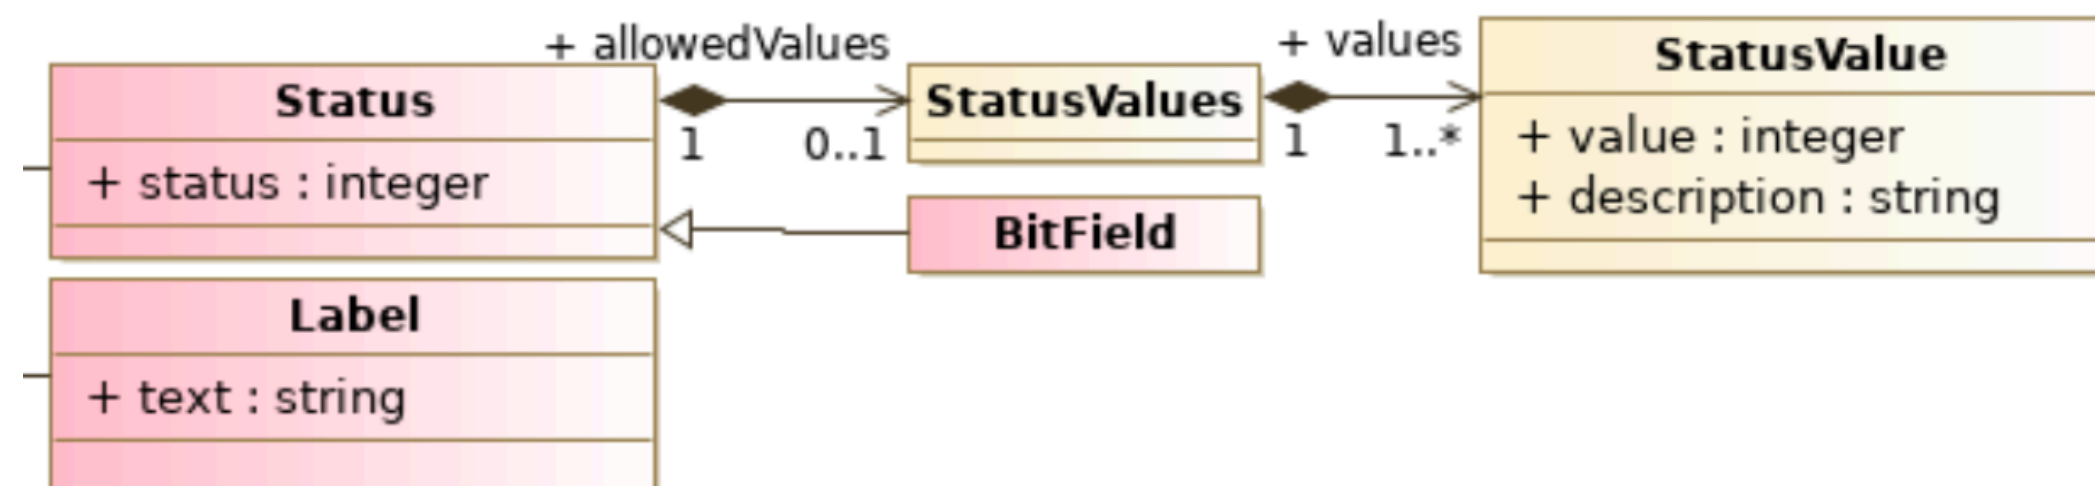 + allowedValues
+ values
Status
StatusValues
StatusValue
1
0..1
1
1..*
+ status : integer
+ value : integer
+ description : string
BitField
Label
+ text : string